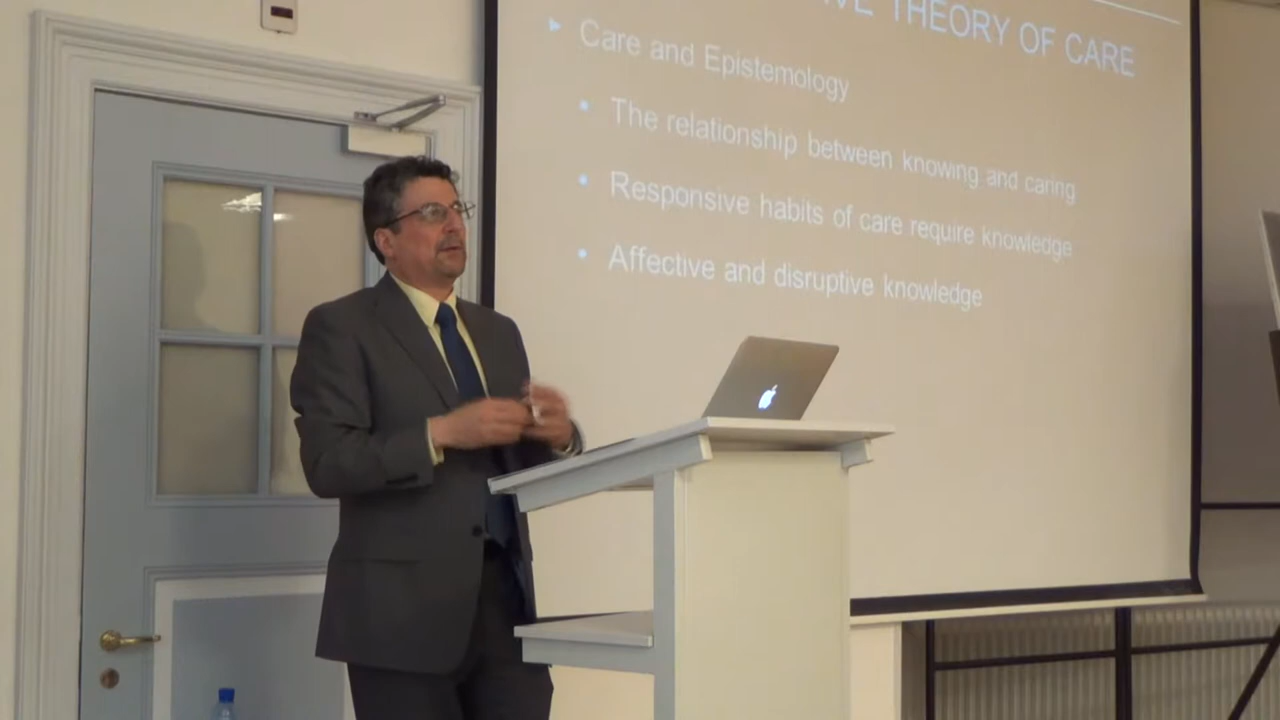 THEORY OF CARE
Care and Epistemology
The relationship between knowing and caring
Responsive habits of care require knowledge
Affective and disruptive knowledge